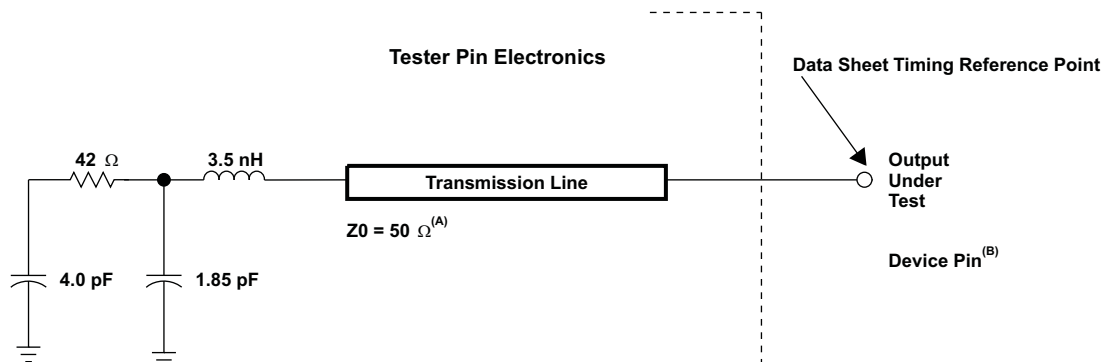 Tester Pin Electronics
Data Sheet Timing Reference Point
42 Ω
3.5 nH
Transmission Line
Output
Under
Test
Z0 = 50 Ω(A)
Device Pin(B)
4.0 pF
1.85 pF